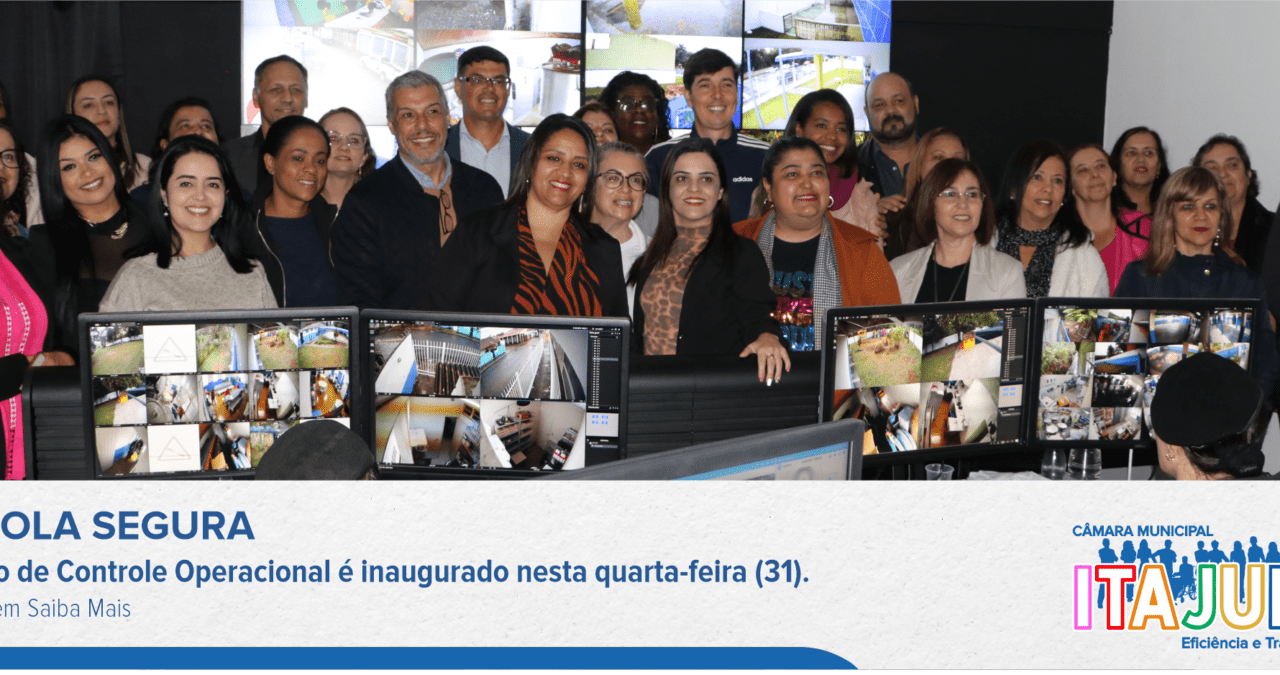 adidas
OLA SEGURA
o de Controle Operacional é inaugurado nesta quarta-feira (31).
em Saiba Mais
CÂMARA MUNICIPAL
ITAJU
Eficiência e Tra